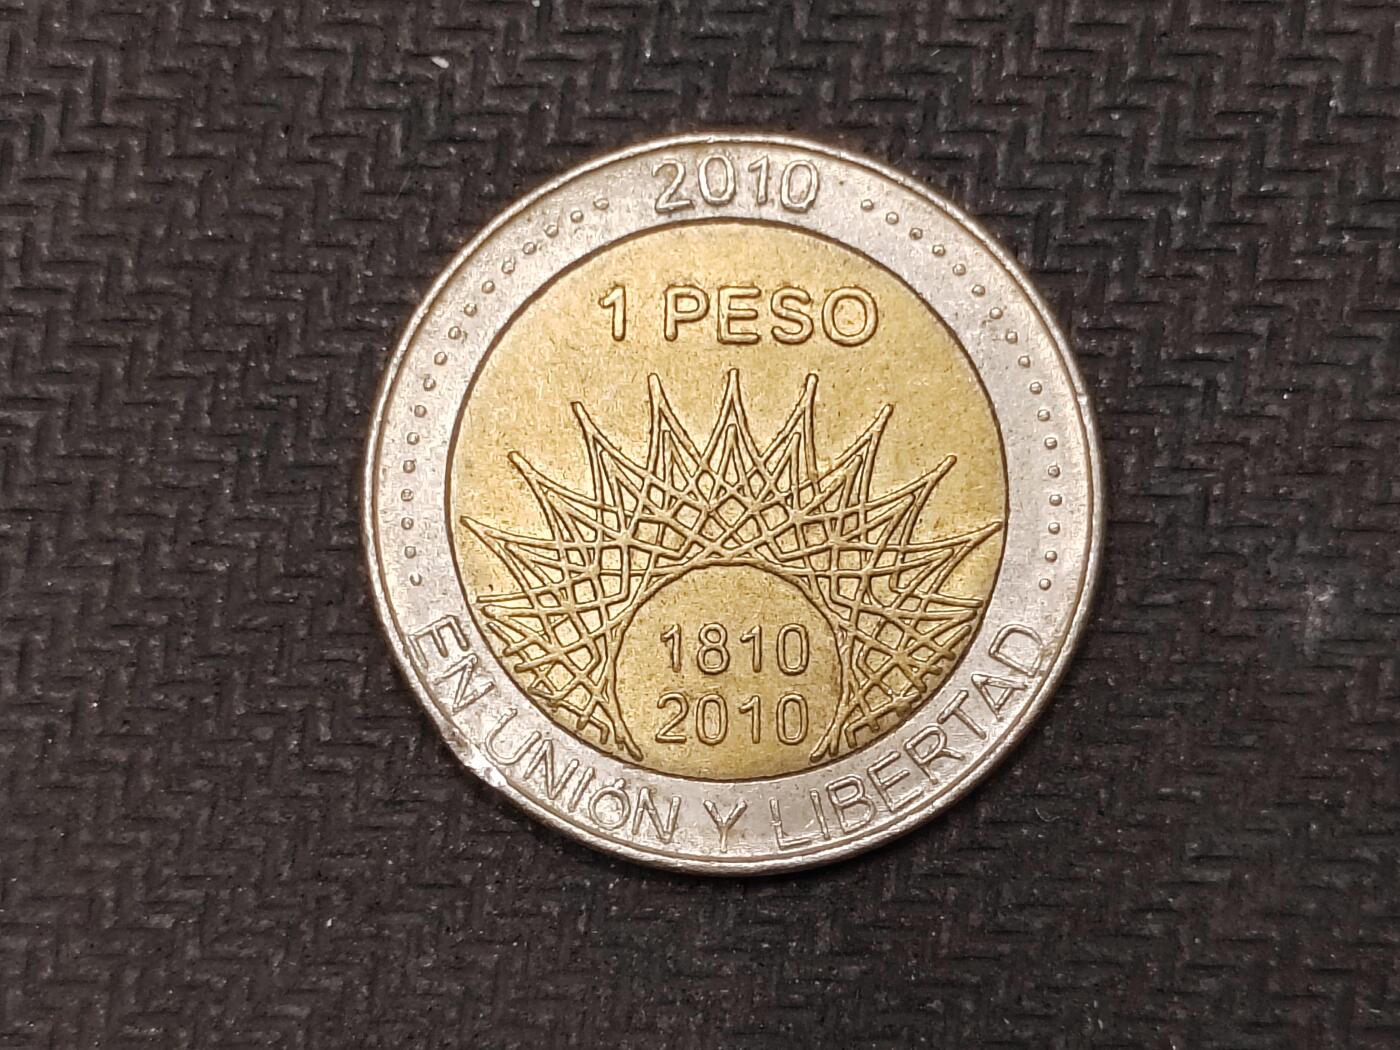 2010
1 PESO
1810
2010
EN UNIÓN Y LIBERTAD